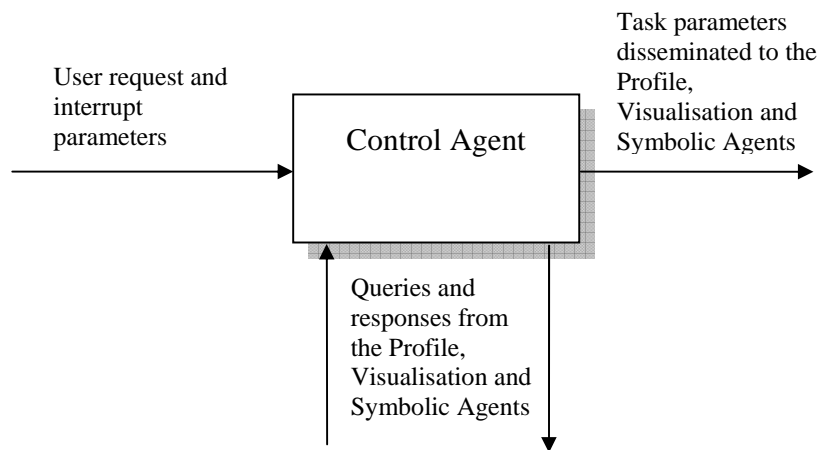 User request and
interrupt
parameters
Control Agent
Task parameters
disseminated to the
Profile,
Visualisation and
Symbolic Agents
Queries and
responses from
the Profile,
Visualisation and
Symbolic Agents